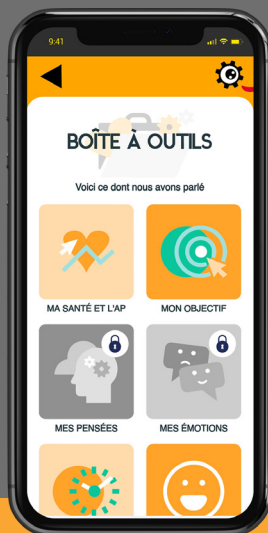 9:41
BOÎTE À OUTILS
Voici ce dont nous avons parlé
MA SANTÉ ET L'AP
MON OBJECTIF
MES PENSÉES
MES ÉMOTIONS